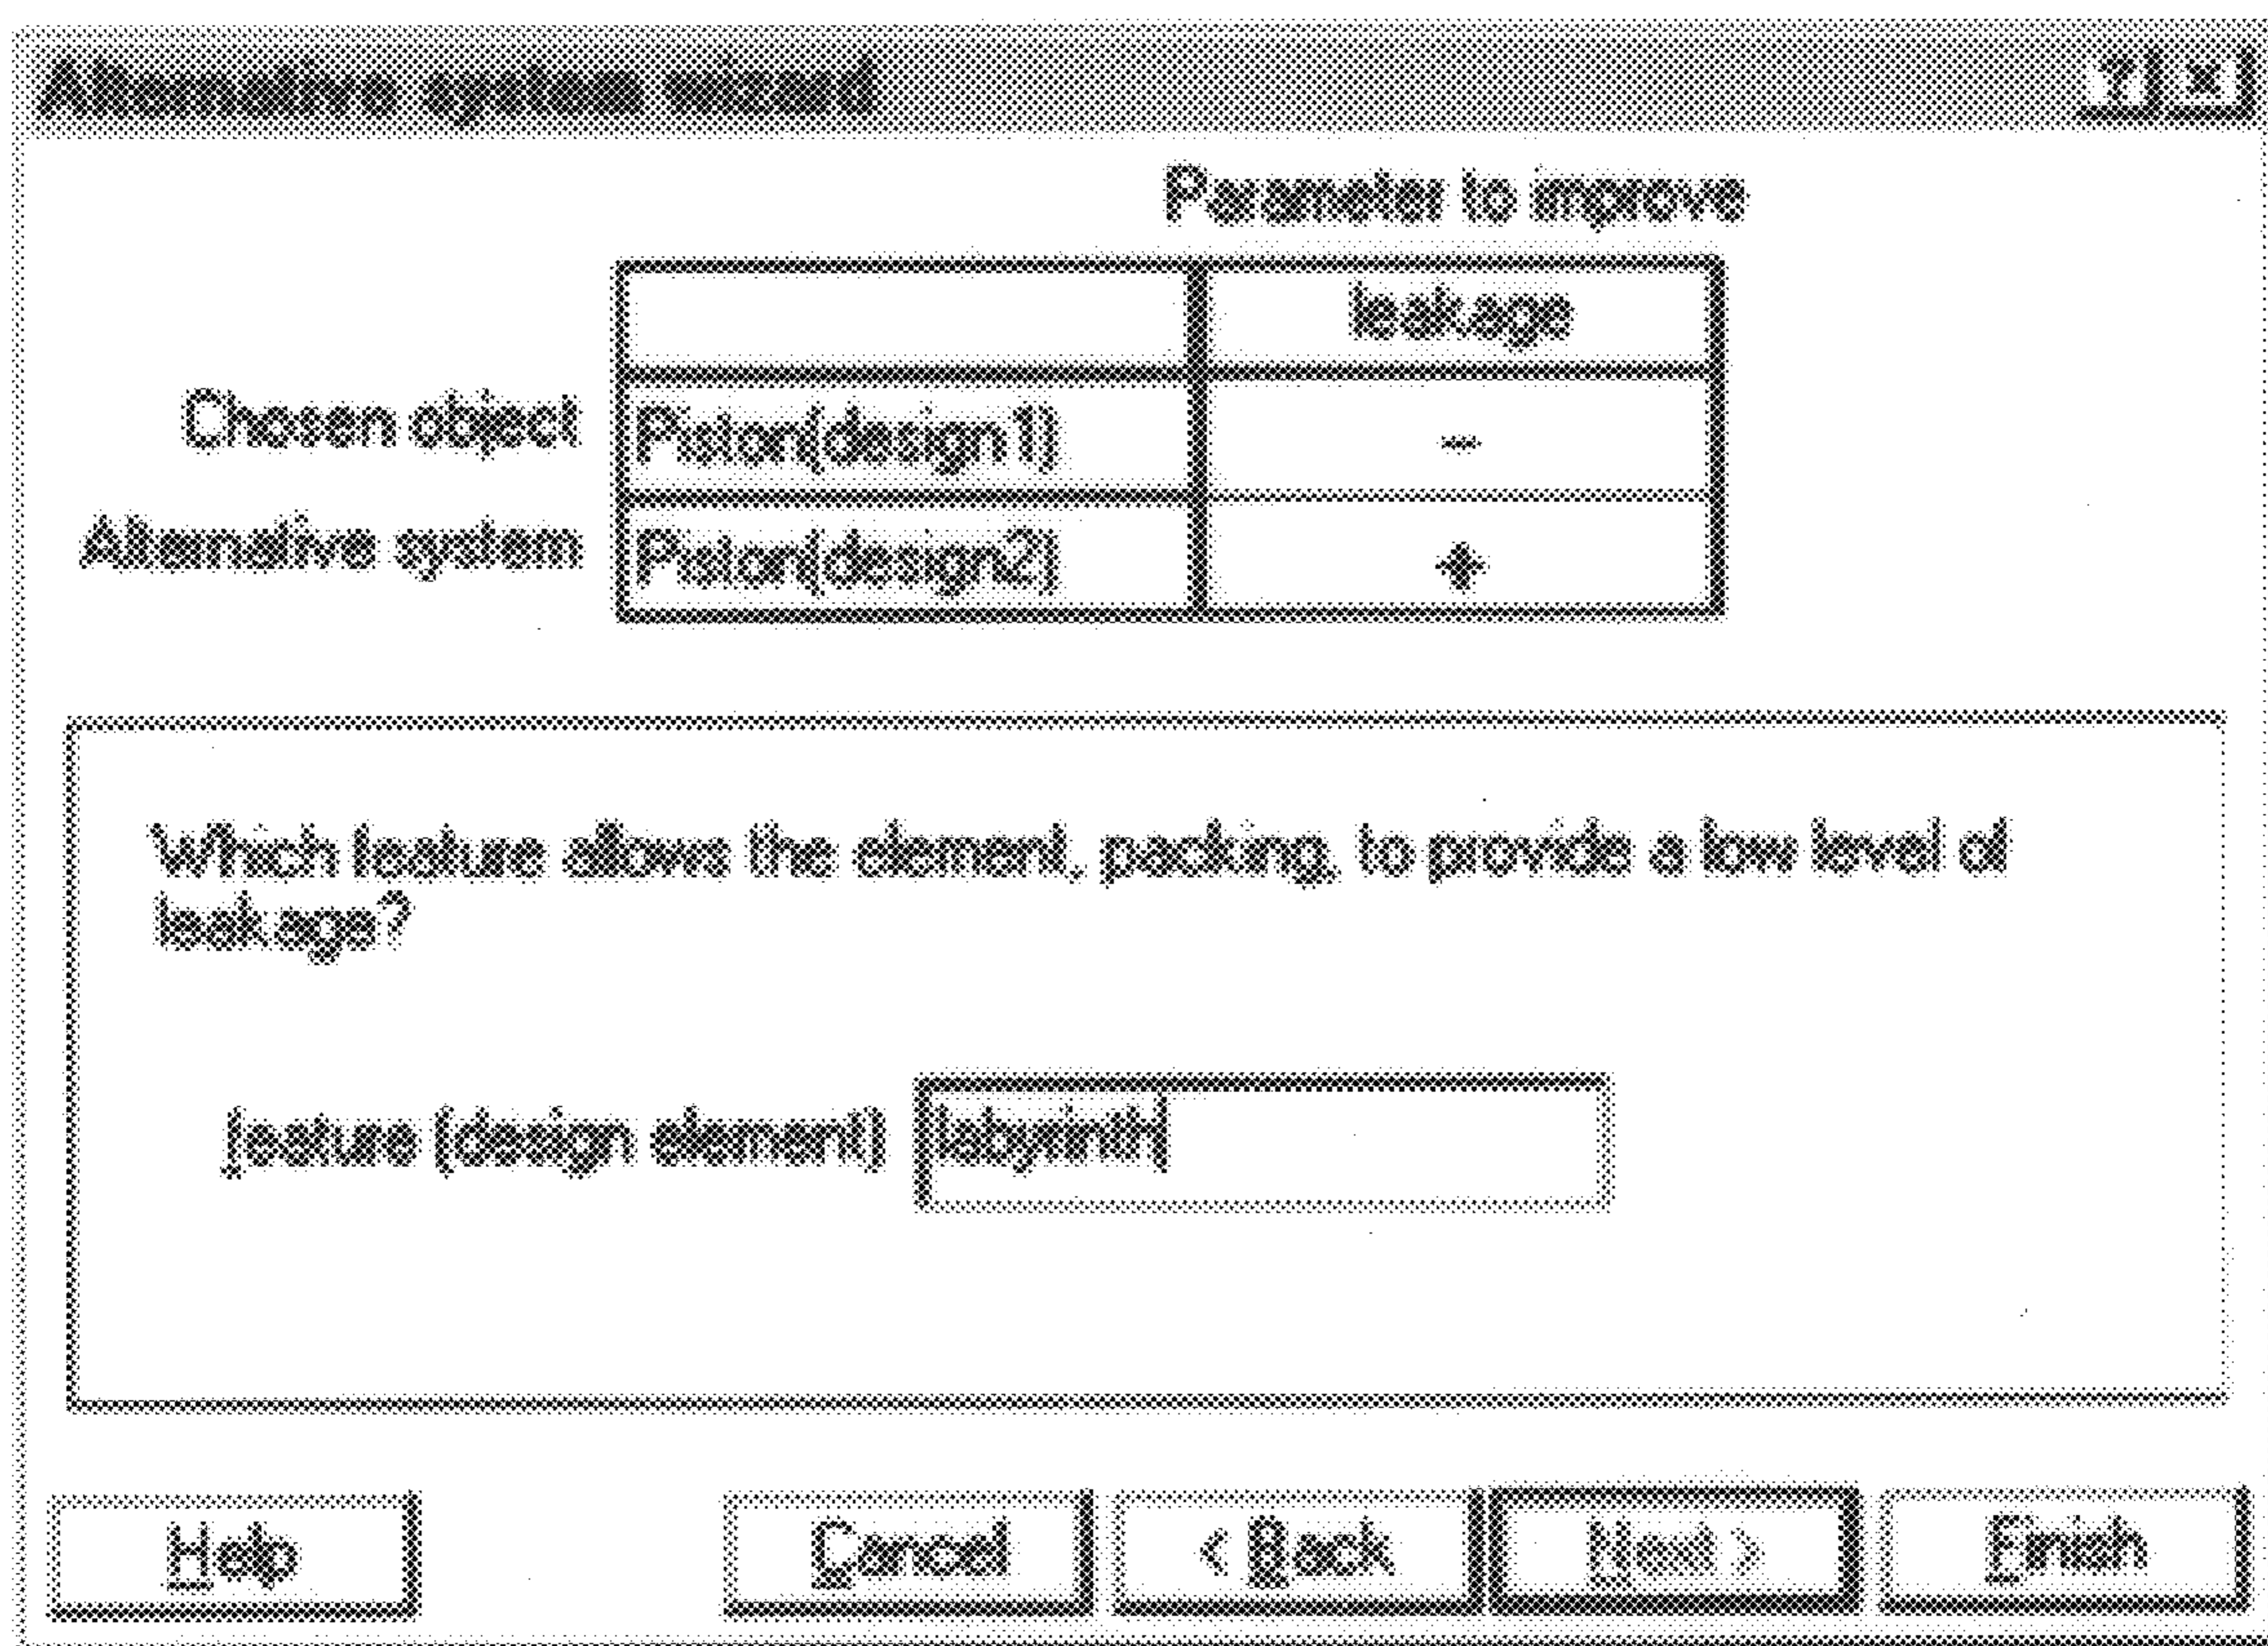 Alternative system wizard ? ×
Parameter to improve
leakage
Chosen object Piston(design1) -
Alternative system Piston(design2) +
Which feature allows the element, packing, to provide a low level of
leakage?
feature (design element) labyrinth
Help Cancel < Back Next > Finish